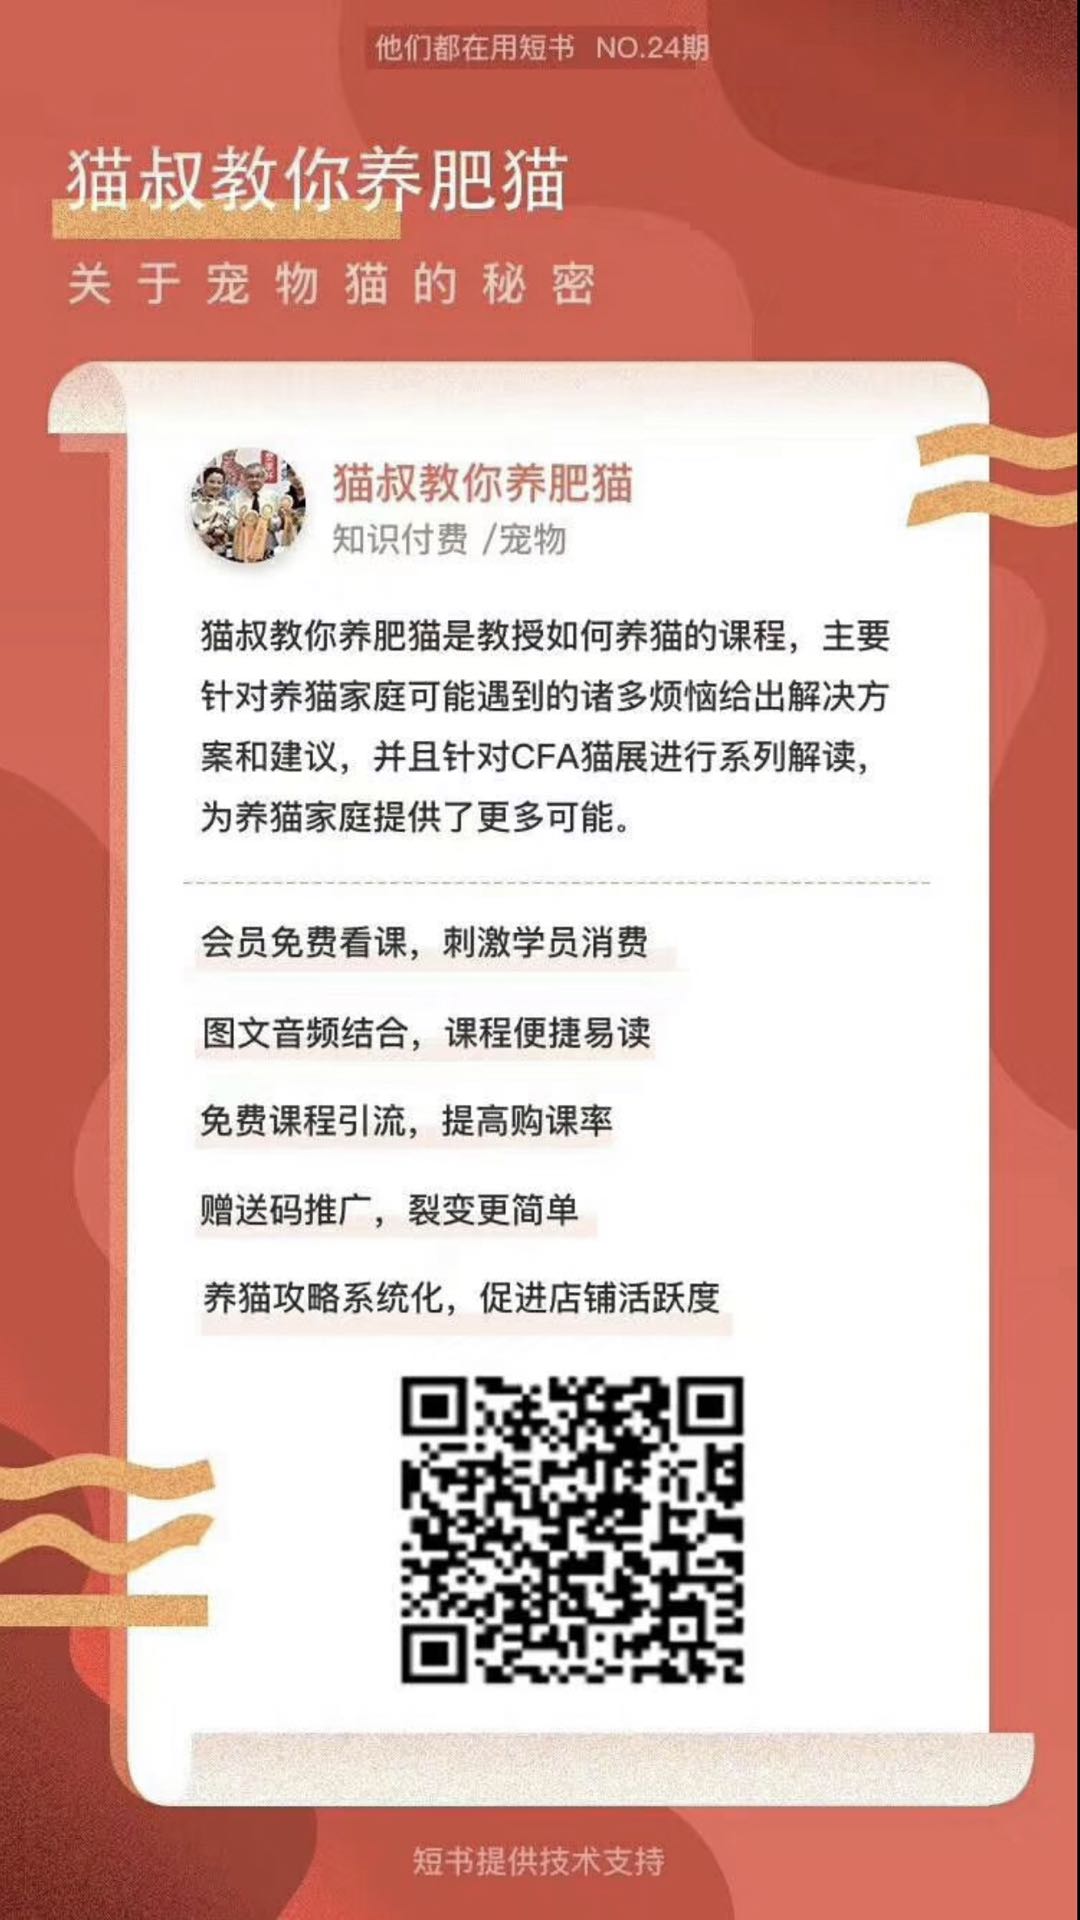 他们都在用短书 NO.24期
猫叔教你养肥猫
关于宠物猫的秘密
猫叔教你养肥猫
知识付费 /宠物
猫叔教你养肥猫是教授如何养猫的课程，主要
针对养猫家庭可能遇到的诸多烦恼给出解决方
案和建议，并且针对CFA猫展进行系列解读，
为养猫家庭提供了更多可能。
会员免费看课，刺激学员消费
图文音频结合，课程便捷易读
免费课程引流，提高购课率
赠送码推广，裂变更简单
养猫攻略系统化，促进店铺活跃度
短书提供技术支持